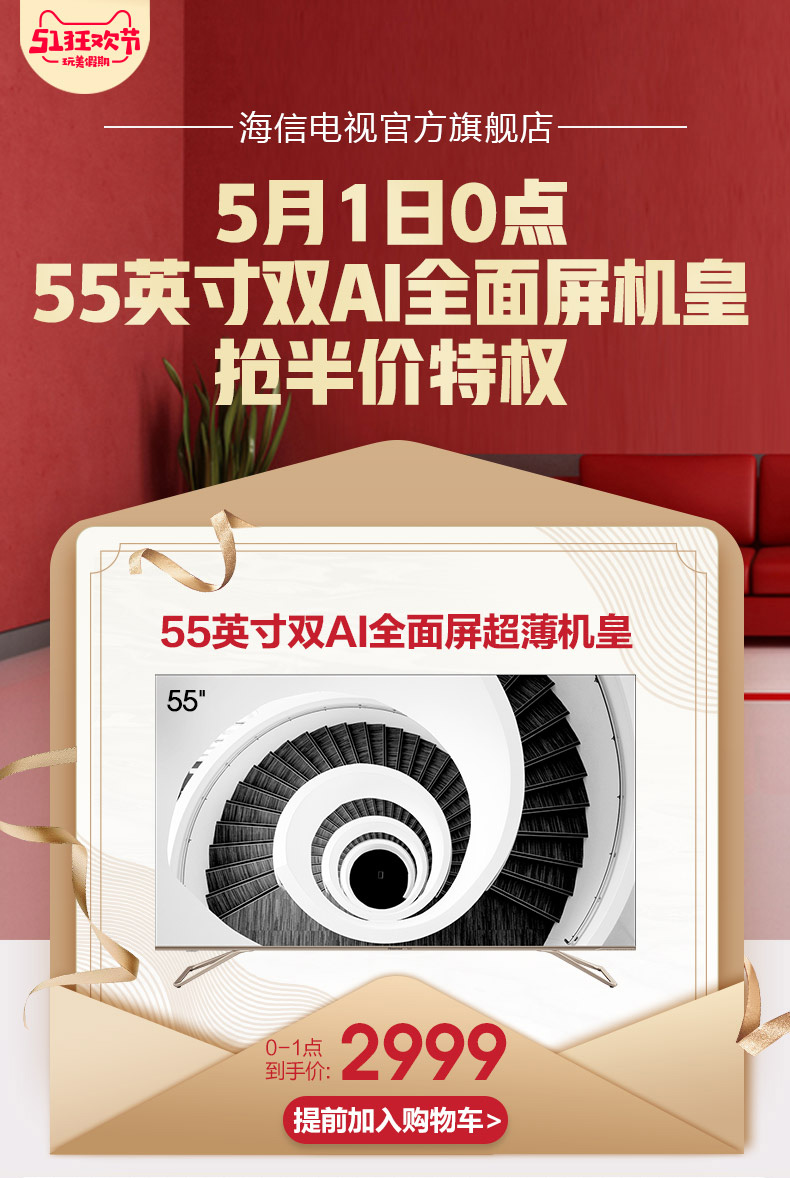 51狂欢节
玩美假期
海信电视官方旗舰店
5月1日0点
55英寸双AI全面屏机皇
抢半价特权
55英寸双AI全面屏超薄机皇
55"
0-1点
到手价:
2999
提前加入购物车>